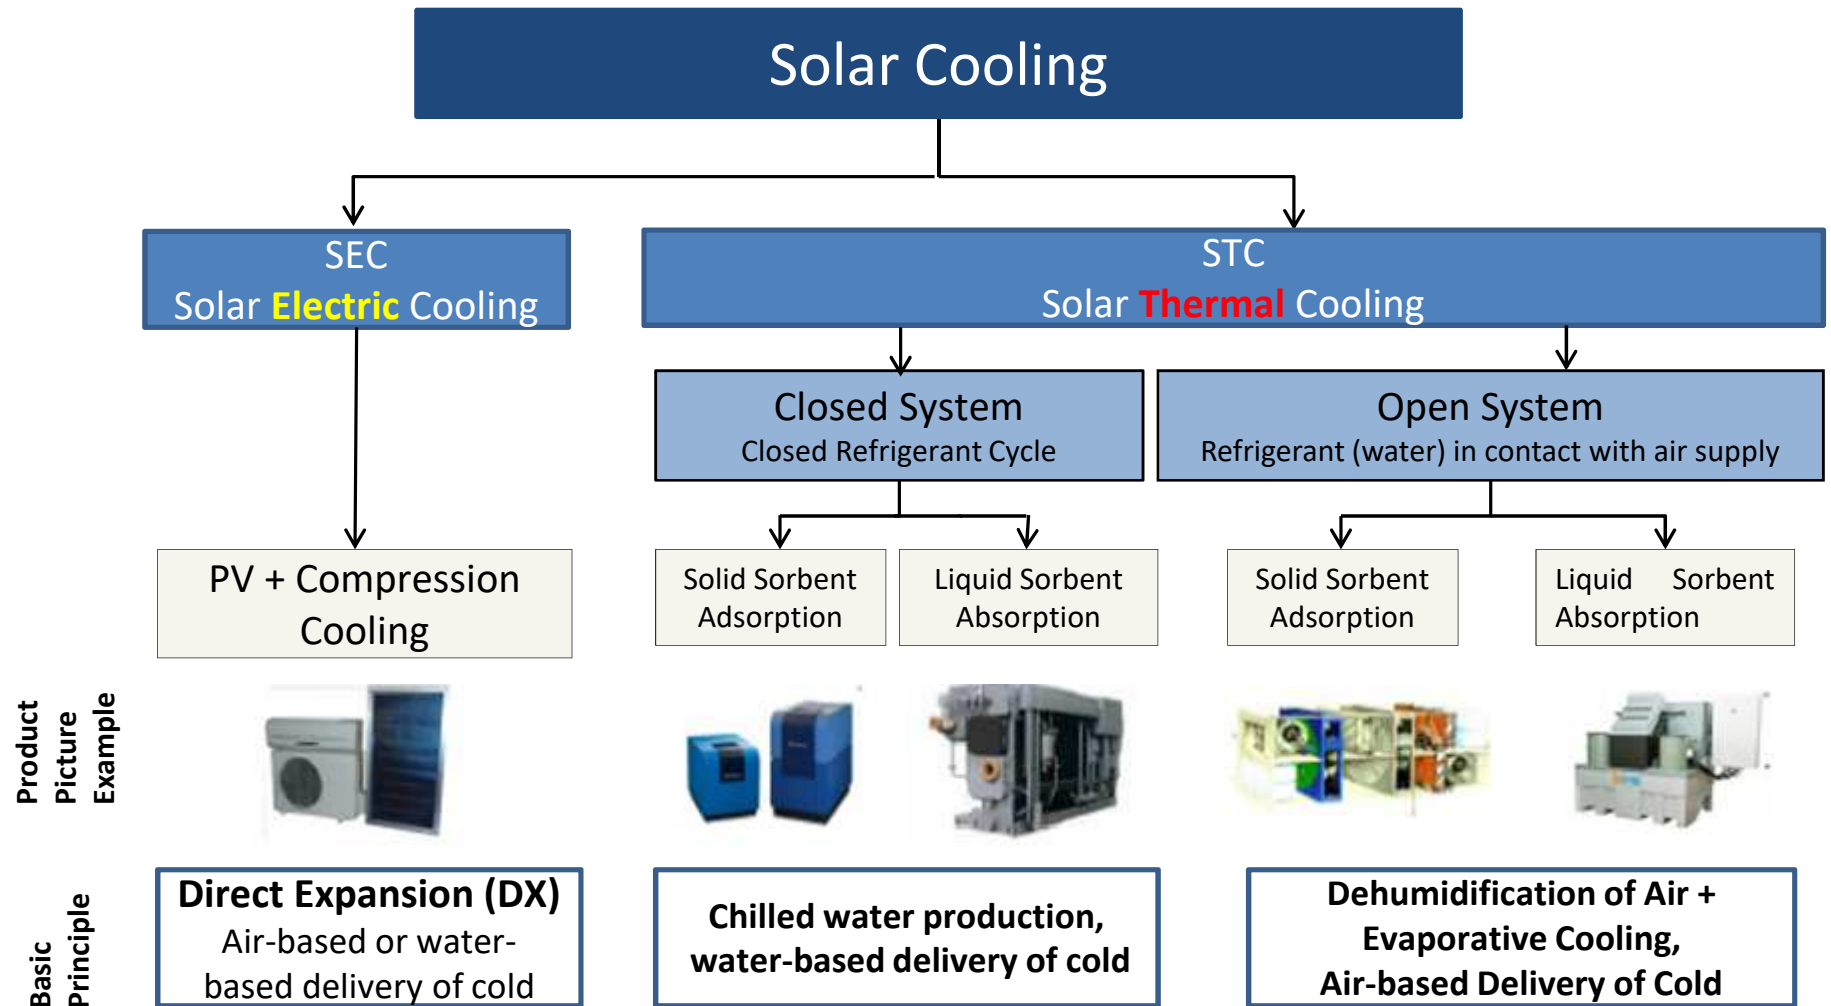 Solar Cooling
SEC
Solar Electric Cooling
STC
Solar Thermal Cooling
Closed System
Closed Refrigerant Cycle
Open System
Refrigerant (water) in contact with air supply
PV + Compression
Cooling
Solid Sorbent
Adsorption
Liquid Sorbent
Absorption
Solid Sorbent
Adsorption
Liquid Sorbent
Absorption
Product
Picture
Example
Basic
Principle
Direct Expansion (DX)
Air-based or water-
based delivery of cold
Chilled water production,
water-based delivery of cold
Dehumidification of Air +
Evaporative Cooling,
Air-based Delivery of Cold